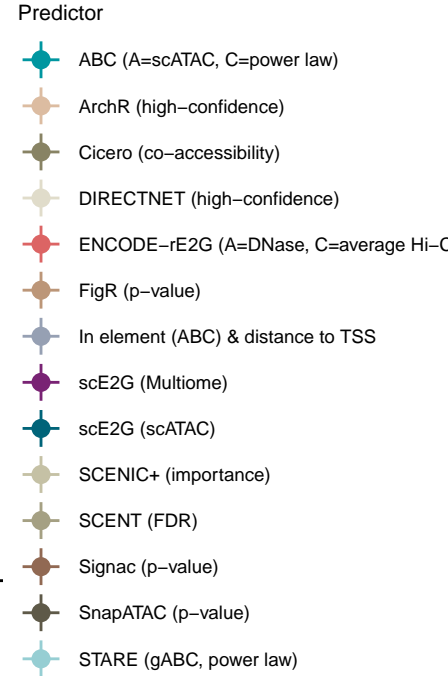 Predictor
ABC (A=scATAC, C=power law)
ArchR (high−confidence)
Cicero (co−accessibility)
DIRECTNET (high−confidence)
ENCODE−rE2G (A=DNase, C=average Hi−C
FigR (p−value)
In element (ABC) & distance to TSS
scE2G (Multiome)
scE2G (scATAC)
SCENIC+ (importance)
SCENT (FDR)
Signac (p−value)
SnapATAC (p−value)
STARE (gABC, power law)